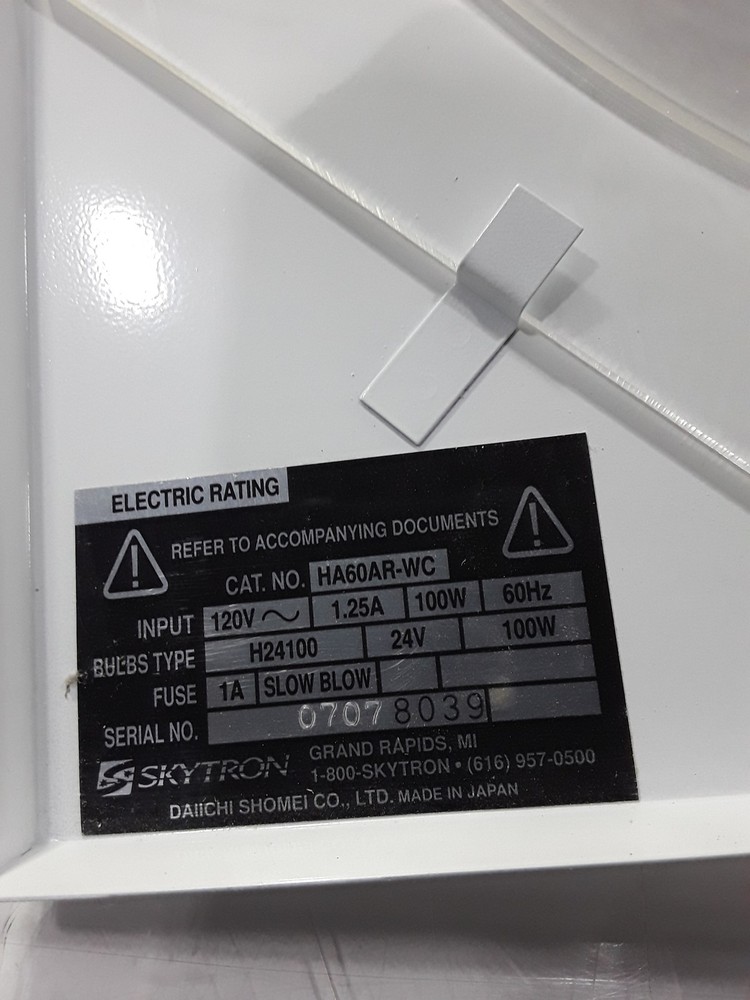 ELECTRIC RATING
REFER TO ACCOMPANYING DOCUMENTS
CAT. NO. HA60AR-WC
INPUT 120V ~ 1.25A 100W 60Hz
BULBS TYPE H24100 24V 100W
FUSE 1A SLOW BLOW
SERIAL NO. 0707 8039
SKYTRON GRAND RAPIDS, MI
1-800-SKYTRON • (616) 957-0500
DAIICHI SHOMEI CO., LTD. MADE IN JAPAN